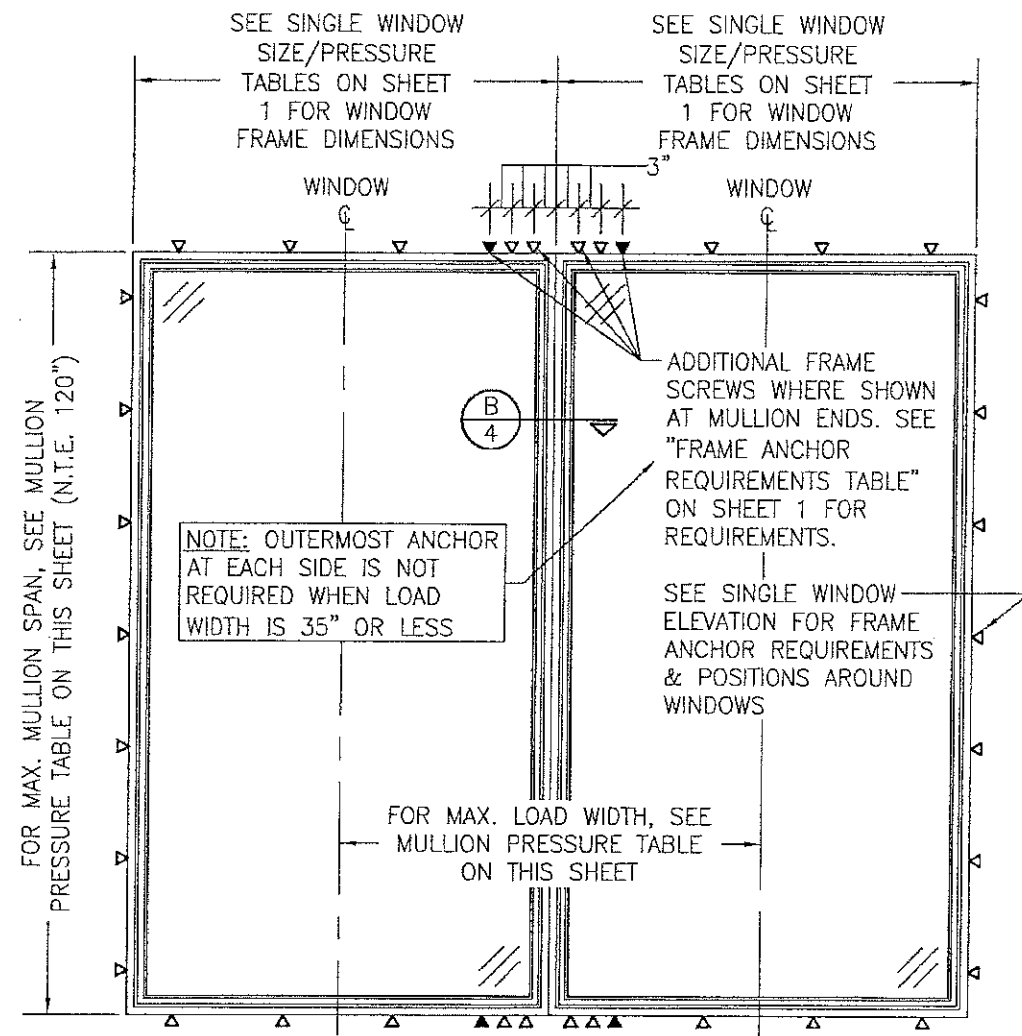 SEE SINGLE WINDOW
SIZE/PRESSURE
TABLES ON SHEET
1 FOR WINDOW
FRAME DIMENSIONS
SEE SINGLE WINDOW
SIZE/PRESSURE
TABLES ON SHEET
1 FOR WINDOW
FRAME DIMENSIONS
3"
WINDOW
℄
WINDOW
℄
FOR MAX. MULLION SPAN, SEE MULLION
PRESSURE TABLE ON THIS SHEET (N.T.E. 120")
B
4
ADDITIONAL FRAME
SCREWS WHERE SHOWN
AT MULLION ENDS. SEE
"FRAME ANCHOR
REQUIREMENTS TABLE"
ON SHEET 1 FOR
REQUIREMENTS.
NOTE: OUTERMOST ANCHOR
AT EACH SIDE IS NOT
REQUIRED WHEN LOAD
WIDTH IS 35" OR LESS
SEE SINGLE WINDOW
ELEVATION FOR FRAME
ANCHOR REQUIREMENTS
& POSITIONS AROUND
WINDOWS
FOR MAX. LOAD WIDTH, SEE
MULLION PRESSURE TABLE
ON THIS SHEET